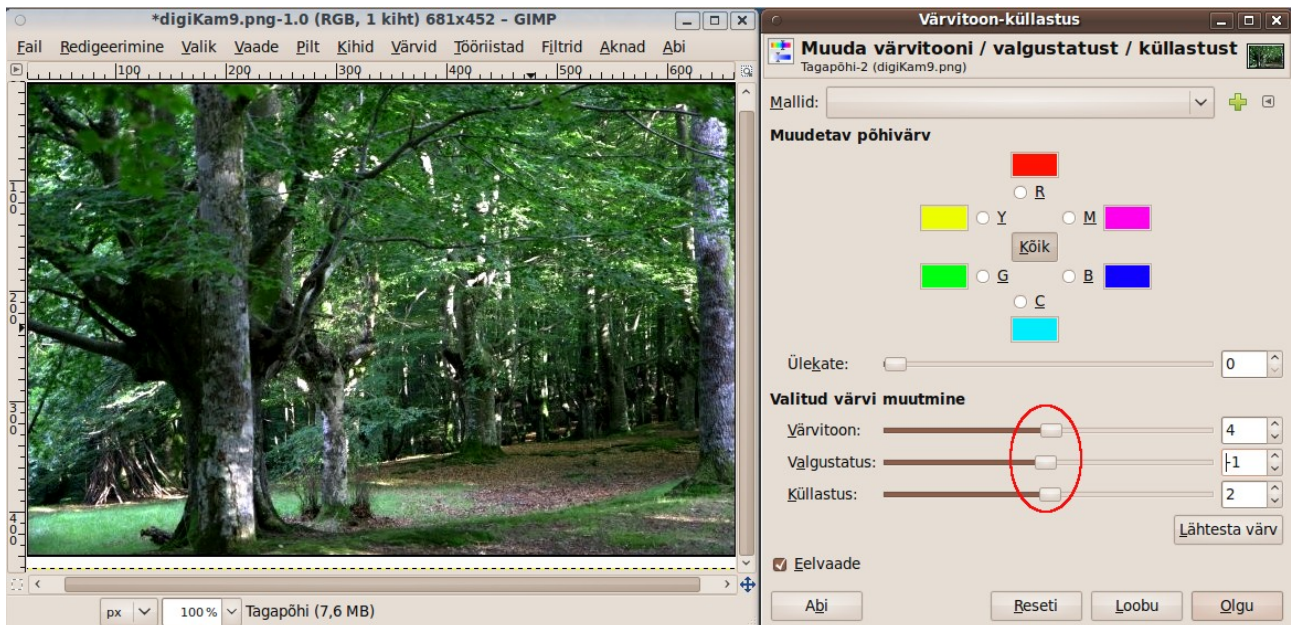 *digiKam9.png-1.0 (RGB, 1 kiht) 681x452 – GIMP
Fail Redigeerimine Valik Vaade Pilt Kihid Värvid Tööriistad Filtrid Aknad Abi
100 200 300 400 500 600
100
200
300
400
px 100 % Tagapõhi (7,6 MB)
Värvitoon-küllastus
Muuda värvitooni / valgustatust / küllastust
Tagapõhi-2 (digiKam9.png)
Mallid:
Muudetav põhivärv
R
Y M
Kõik
G B
C
Ülekate: 0
Valitud värvi muutmine
Värvitoon: 4
Valgustatus: -1
Küllastus: 2
Lähtesta värv
Eelvaade
Abi Reseti Loobu Olgu